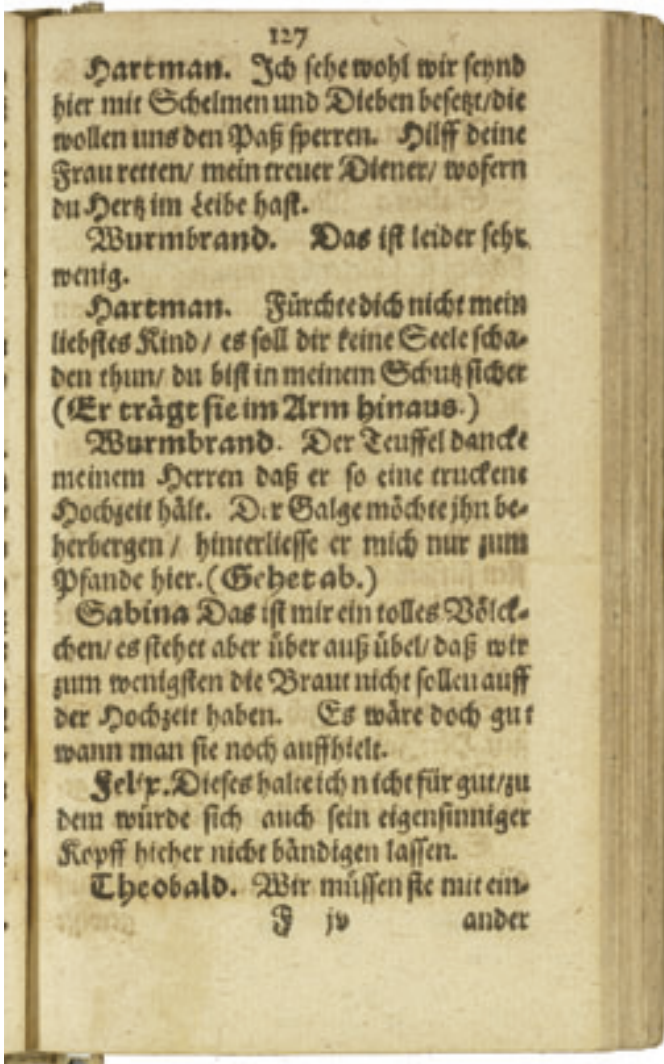 127
Hartman. Ich sehe wohl wir seynd
hier mit Schelmen und Dieben besetzt/die
wollen uns den Paß sperren. Hilff deine
Frau retten/ mein treuer Diener/ wofern
du Hertz im Leibe hast.
Wurmbrand. Das ist leider sehr
wenig.
Hartman. Fürchte dich nicht mein
liebstes Kind / es soll dir keine Seele scha-
den thun/ du bist in meinem Schutz sicher
(Er trägt sie im Arm hinaus.)
Wurmbrand. Der Teuffel dancke
meinem Herren daß er so eine truckene
Hochzeit hält. Der Galge möchte jhn be-
herbergen / hinterliesse er mich nur zum
Pfande hier. (Gehet ab.)
Sabina Das ist mir ein tolles Völck-
chen/ es stehet aber über auß übel/ daß wir
zum wenigsten die Braut nicht sollen auff
der Hochzeit haben. Es wäre doch gut
wann man sie noch auffhielt.
Felix. Dieses halte ich nicht für gut/zu
dem würde sich auch sein eigensinniger
Kopff hieher nicht bändigen lassen.
Theobald. Wir müssen sie mit ein-
F jv ander